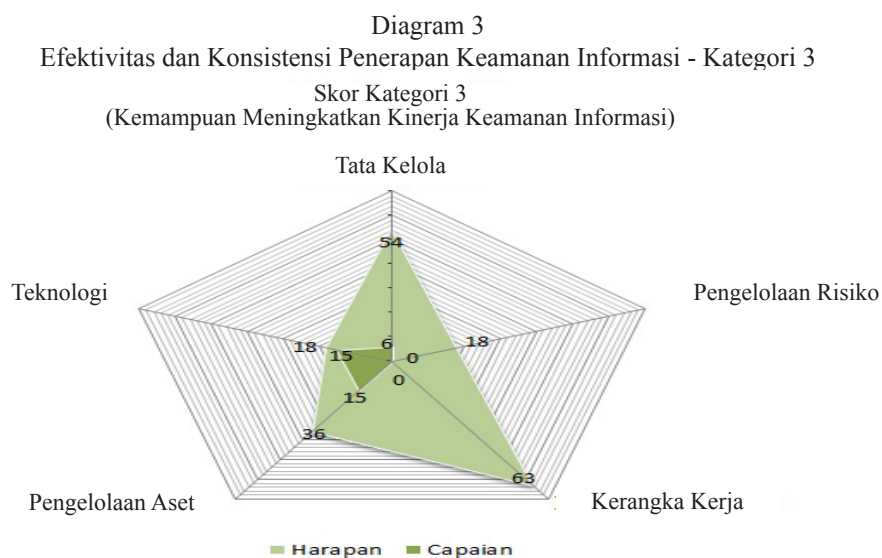 Diagram 3
Efektivitas dan Konsistensi Penerapan Keamanan Informasi - Kategori 3
Skor Kategori 3
(Kemampuan Meningkatkan Kinerja Keamanan Informasi)
Tata Kelola
54
Teknologi
Pengelolaan Risiko
18
15
6
0
18
0
15
36
63
Pengelolaan Aset
Kerangka Kerja
Harapan
Capaian